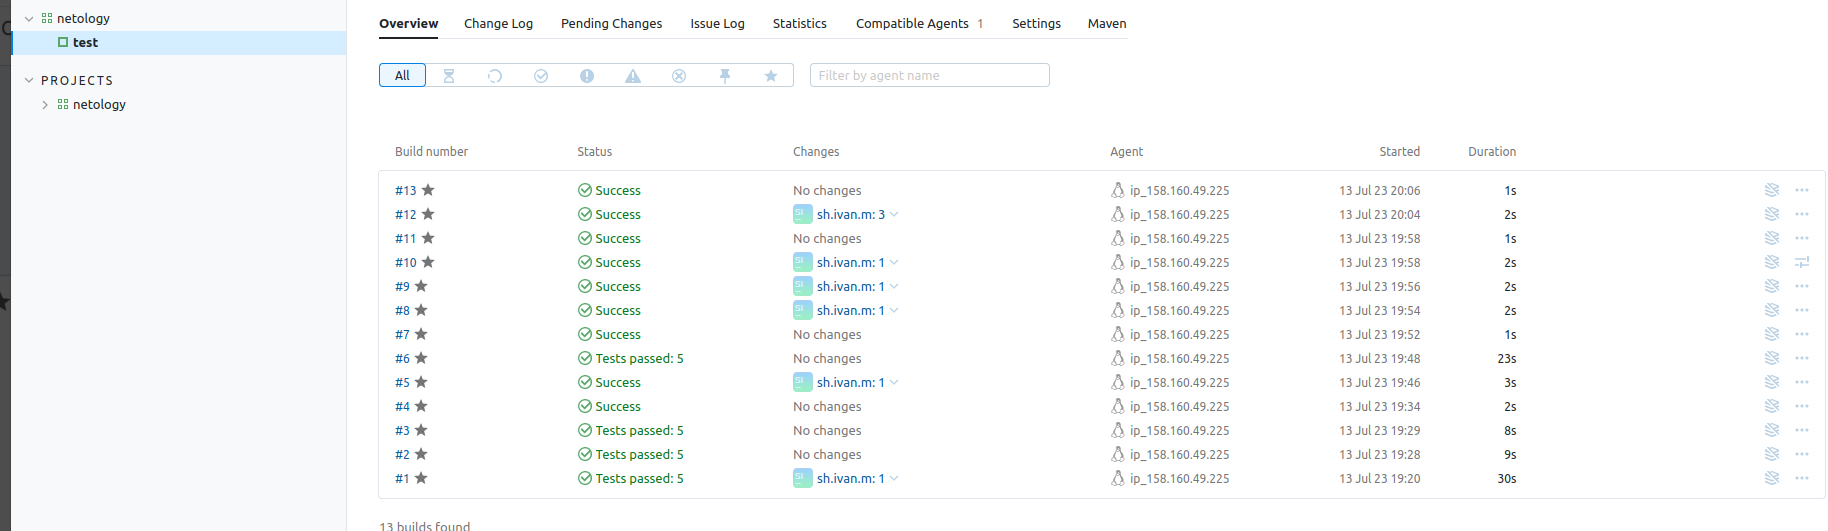 netology
test
PROJECTS
netology
Overview Change Log Pending Changes Issue Log Statistics Compatible Agents 1 Settings Maven
All Filter by agent name
Build number Status Changes Agent Started Duration
#13 Success No changes ip_158.160.49.225 13 Jul 23 20:06 1s
#12 Success SI sh.ivan.m: 3 ip_158.160.49.225 13 Jul 23 20:04 2s
#11 Success No changes ip_158.160.49.225 13 Jul 23 19:58 1s
#10 Success SI sh.ivan.m: 1 ip_158.160.49.225 13 Jul 23 19:58 2s
#9 Success SI sh.ivan.m: 1 ip_158.160.49.225 13 Jul 23 19:56 2s
#8 Success SI sh.ivan.m: 1 ip_158.160.49.225 13 Jul 23 19:54 2s
#7 Success No changes ip_158.160.49.225 13 Jul 23 19:52 1s
#6 Tests passed: 5 No changes ip_158.160.49.225 13 Jul 23 19:48 23s
#5 Success SI sh.ivan.m: 1 ip_158.160.49.225 13 Jul 23 19:46 3s
#4 Success No changes ip_158.160.49.225 13 Jul 23 19:34 2s
#3 Tests passed: 5 No changes ip_158.160.49.225 13 Jul 23 19:29 8s
#2 Tests passed: 5 No changes ip_158.160.49.225 13 Jul 23 19:28 9s
#1 Tests passed: 5 SI sh.ivan.m: 1 ip_158.160.49.225 13 Jul 23 19:20 30s
13 builds found